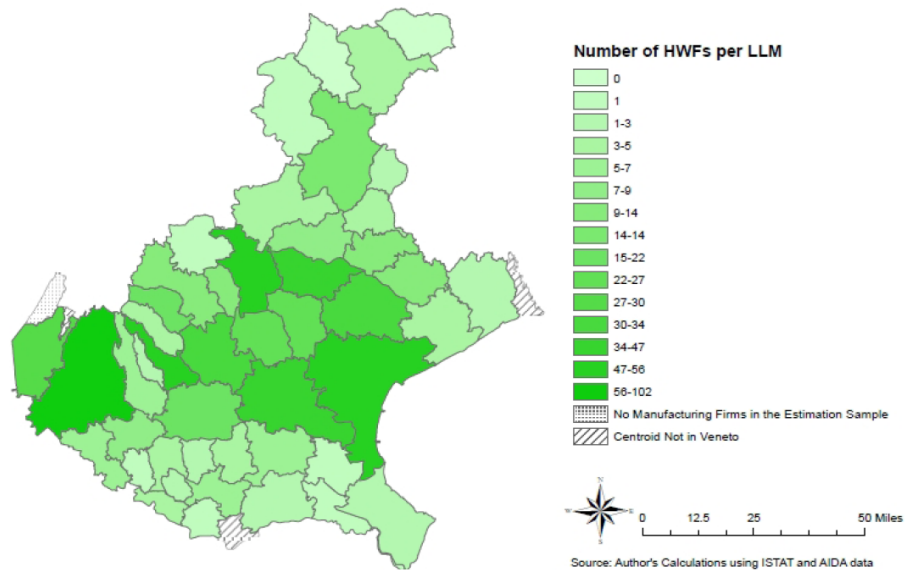 Number of HWFs per LLM
0
1
1-3
3-5
5-7
7-9
9-14
14-14
15-22
22-27
27-30
30-34
34-47
47-56
56-102
No Manufacturing Firms in the Estimation Sample
Centroid Not in Veneto
N
W
E
S
0 12.5 25 50 Miles
Source: Author's Calculations using ISTAT and AIDA data